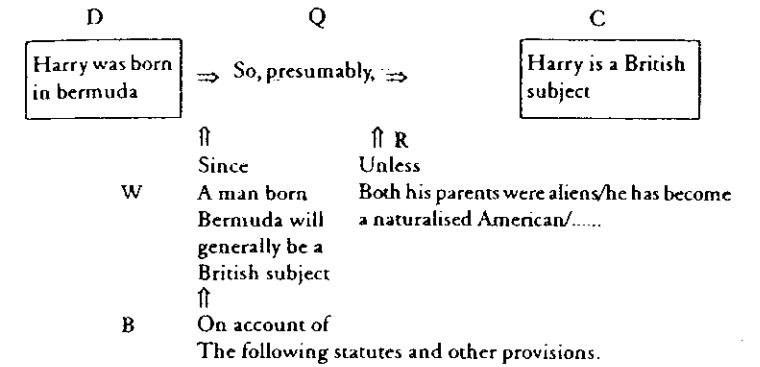 D Q C
Harry was born ⇒ So, presumably, ⇒ Harry is a British
in bermuda subject
⇑ ⇑ R
Since Unless
W A man born Both his parents were aliens/he has become
Bermuda will a naturalised American/......
generally be a
British subject
⇑
B On account of
The following statutes and other provisions.